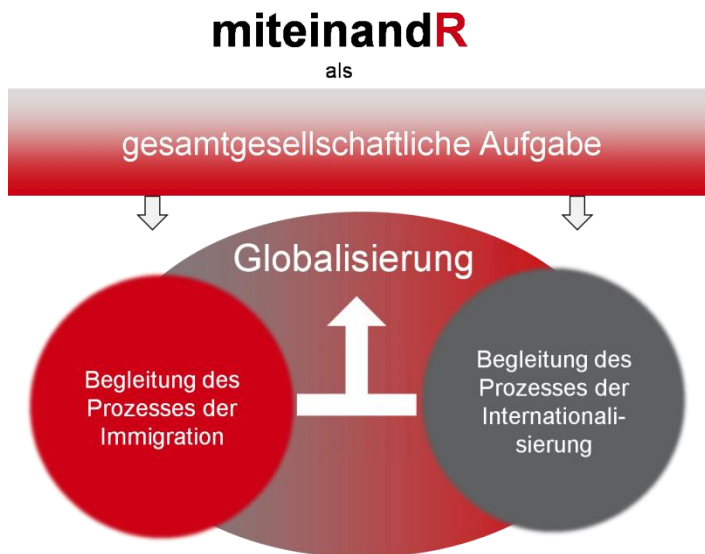 miteinandR
als
gesamtgesellschaftliche Aufgabe
Globalisierung
Begleitung des
Prozesses der
Immigration
Begleitung des
Prozesses der
Internationali-
sierung